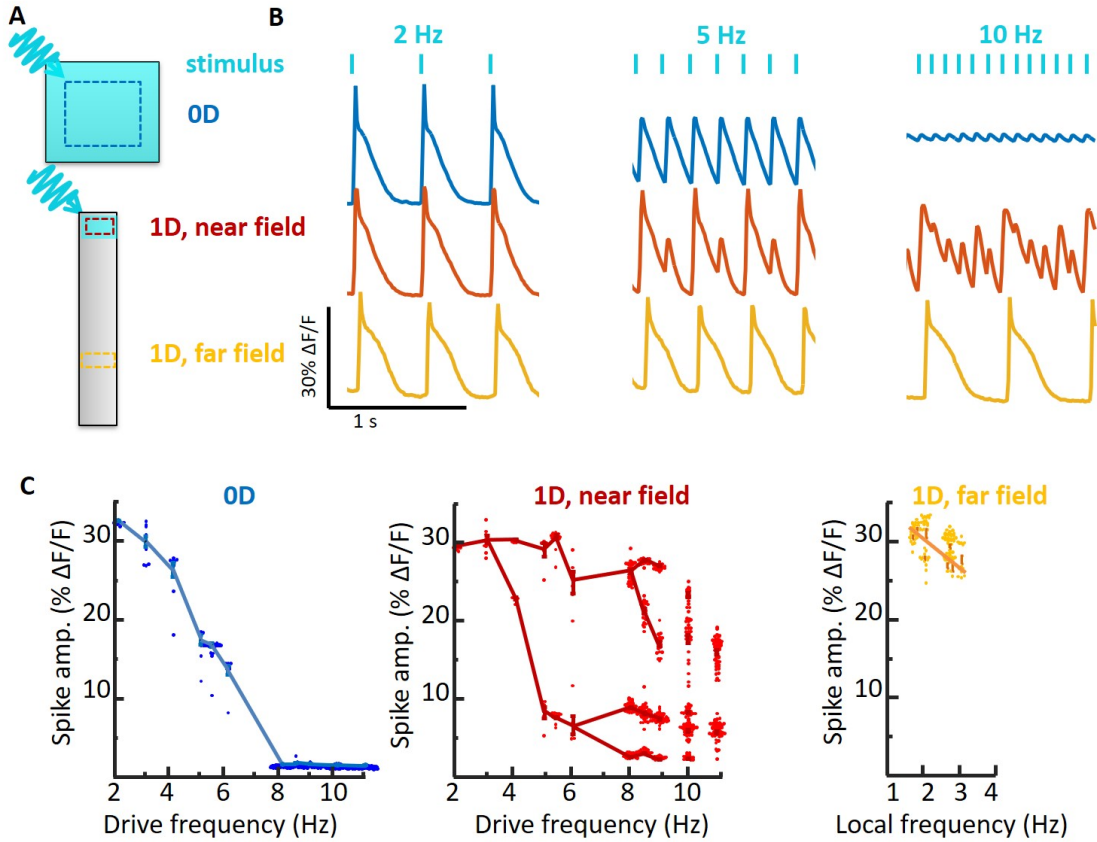 A
B
2 Hz
5 Hz
10 Hz
stimulus
0D
1D, near field
1D, far field
30% ΔF/F
1 s
C
0D
1D, near field
1D, far field
Spike amp. (% ΔF/F)
30
20
10
2 4 6 8 10
Drive frequency (Hz)
Spike amp. (% ΔF/F)
30
20
10
2 4 6 8 10
Drive frequency (Hz)
Spike amp. (% ΔF/F)
30
20
10
1 2 3 4
Local frequency (Hz)